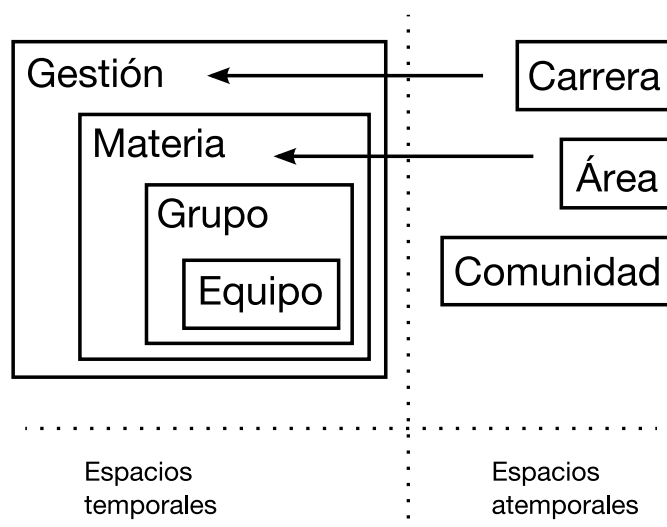 Gestión
Carrera
Materia
Área
Grupo
Comunidad
Equipo
Espacios
temporales
Espacios
atemporales